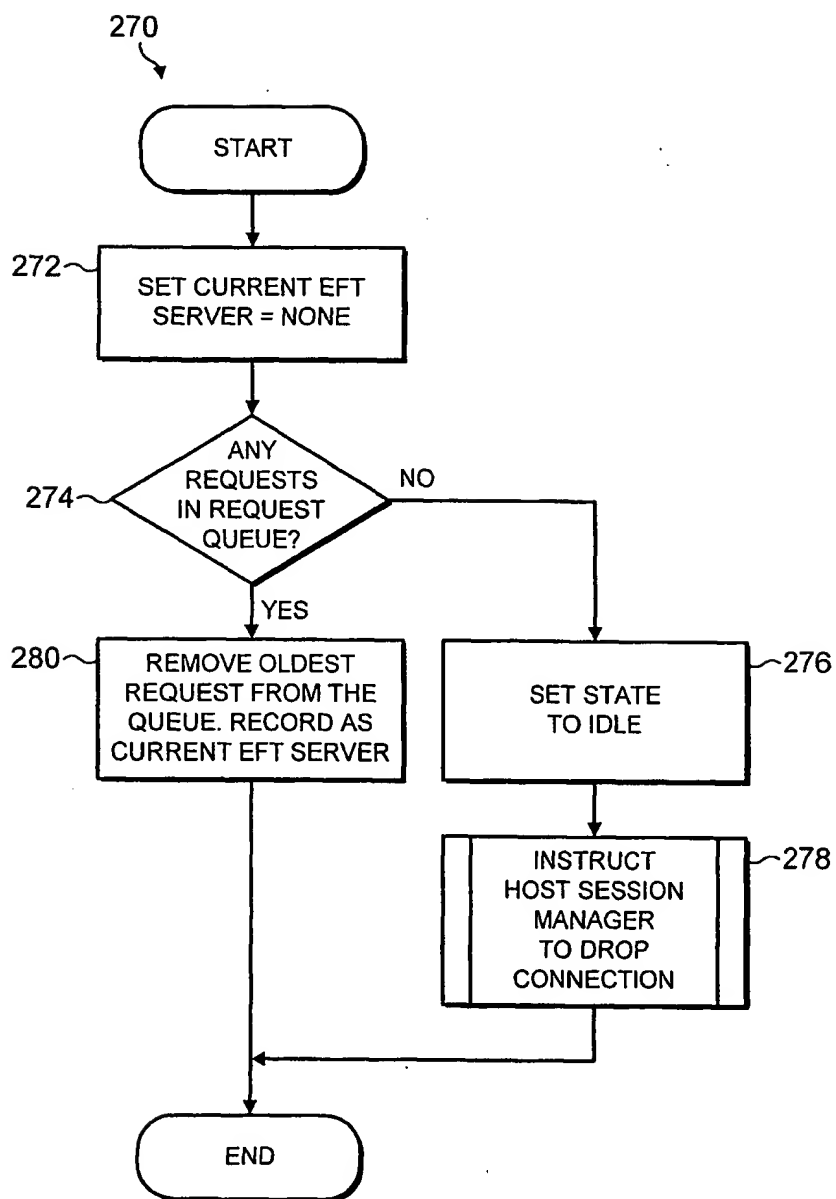 270
START
272
SET CURRENT EFT
SERVER = NONE
274
ANY
REQUESTS
IN REQUEST
QUEUE?
NO
YES
280
REMOVE OLDEST
REQUEST FROM THE
QUEUE. RECORD AS
CURRENT EFT SERVER
276
SET STATE
TO IDLE
278
INSTRUCT
HOST SESSION
MANAGER
TO DROP
CONNECTION
END